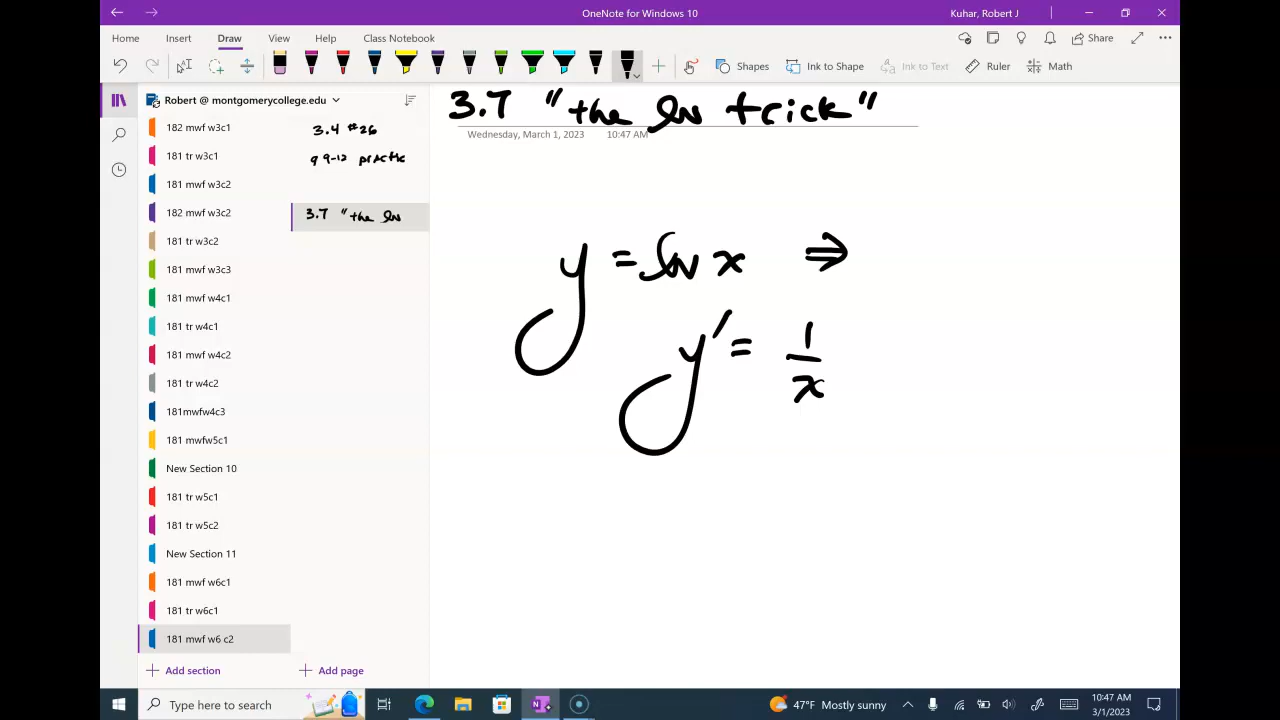 OneNote for Windows 10
Kuhar, Robert J
Home Insert Draw View Help Class Notebook
Share
Shapes Ink to Shape Ink to Text Ruler Math
Robert @ montgomerycollege.edu
182 mwf w3c1
181 tr w3c1
181 mwf w3c2
182 mwf w3c2
181 tr w3c2
181 mwf w3c3
181 mwf w4c1
181 tr w4c1
181 mwf w4c2
181 tr w4c2
181mwfw4c3
181 mwfw5c1
New Section 10
181 tr w5c1
181 tr w5c2
New Section 11
181 mwf w6c1
181 tr w6c1
181 mwf w6 c2
Add section
3.4 #26
9-12 practic
3.7 "the ln
Add page
3.7 "the ln trick"
Wednesday, March 1, 2023 10:47 AM
y = ln x ⇒
y' = 1/x
Type here to search
47°F Mostly sunny
10:47 AM
3/1/2023